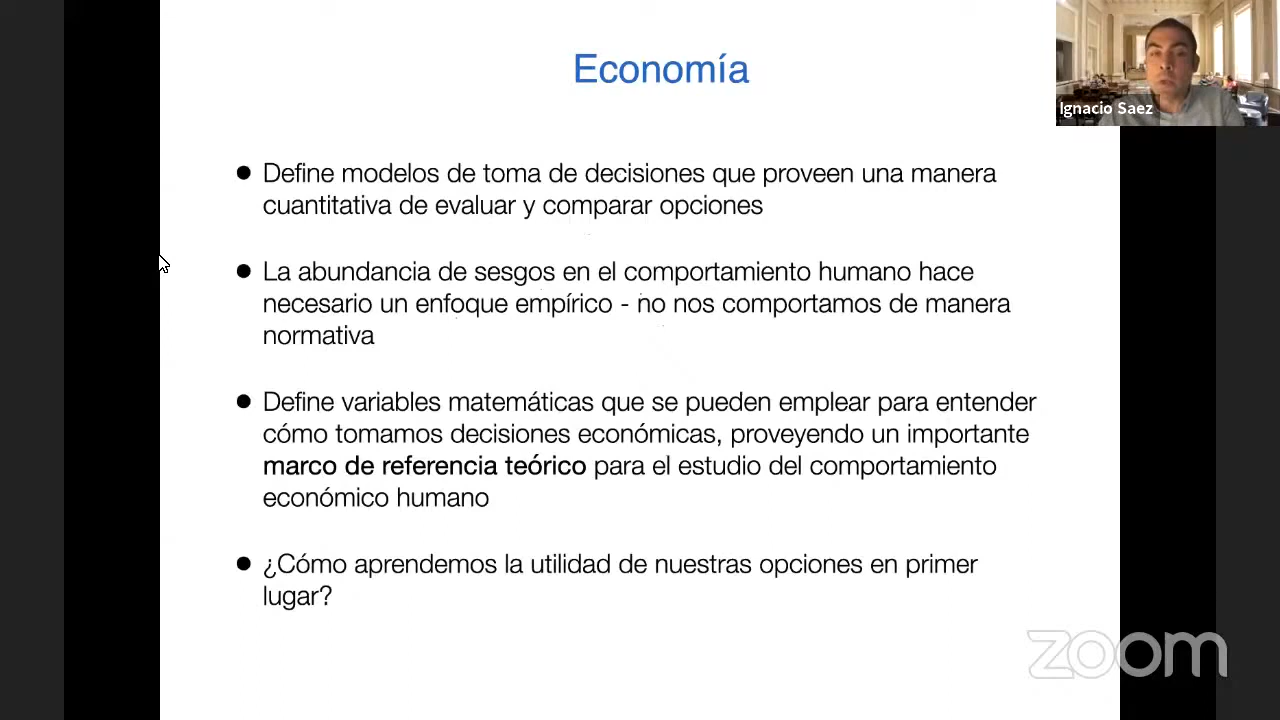 Economía
Ignacio Saez
● Define modelos de toma de decisiones que proveen una manera
cuantitativa de evaluar y comparar opciones
● La abundancia de sesgos en el comportamiento humano hace
necesario un enfoque empírico - no nos comportamos de manera
normativa
● Define variables matemáticas que se pueden emplear para entender
cómo tomamos decisiones económicas, proveyendo un importante
marco de referencia teórico para el estudio del comportamiento
económico humano
● ¿Cómo aprendemos la utilidad de nuestras opciones en primer
lugar?
zoom